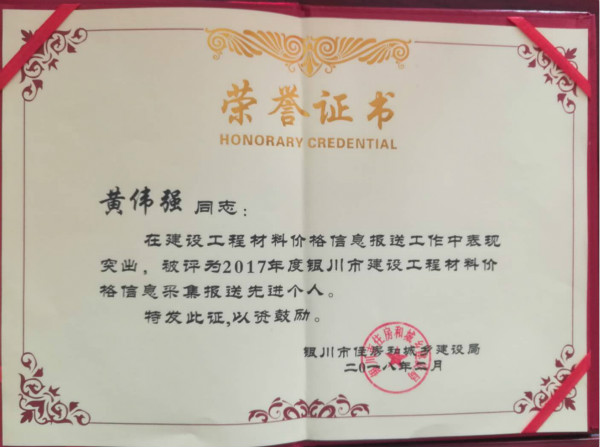 荣誉证书
HONORARY CREDENTIAL
黄伟强 同志：
在建设工程材料价格信息报送工作中表现
突出，被评为2017年度银川市建设工程材料价
格信息采集报送先进个人。
特发此证，以资鼓励。
银川市住房和城乡建设局
二〇一八年二月